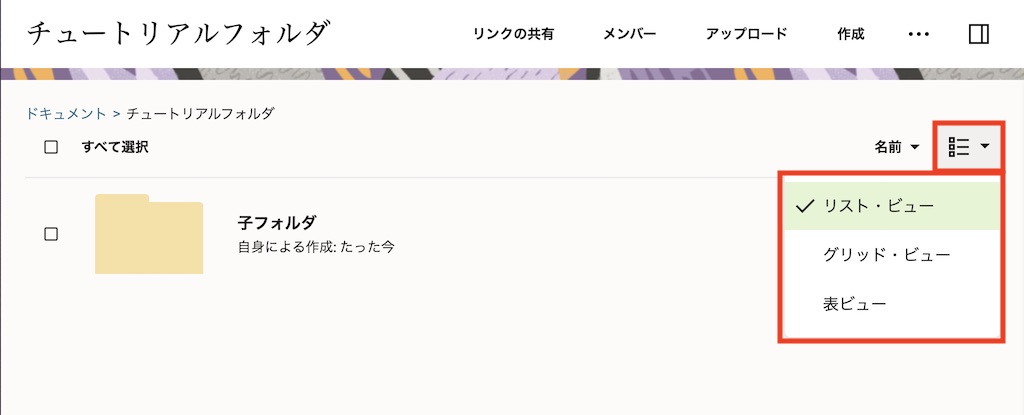 チュートリアルフォルダ
リンクの共有 メンバー アップロード 作成
ドキュメント > チュートリアルフォルダ
すべて選択 名前
子フォルダ
自身による作成: たった今
リスト・ビュー
グリッド・ビュー
表ビュー